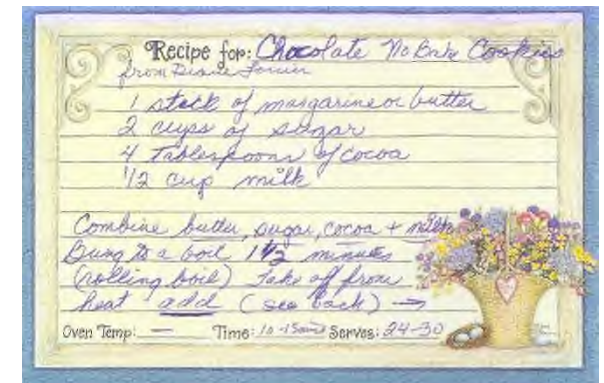 Recipe for: Chocolate No Bake Cookies
from Diane
1 stick of margarine or butter
2 cups of sugar
4 Tablespoons of cocoa
1/2 cup milk
Combine butter, sugar, cocoa + milk
Bring to a boil 1 1/2 minutes
(rolling boil) Take off from
heat add (see back) →
Oven Temp: — Time: 10-15 min Serves: 24-30